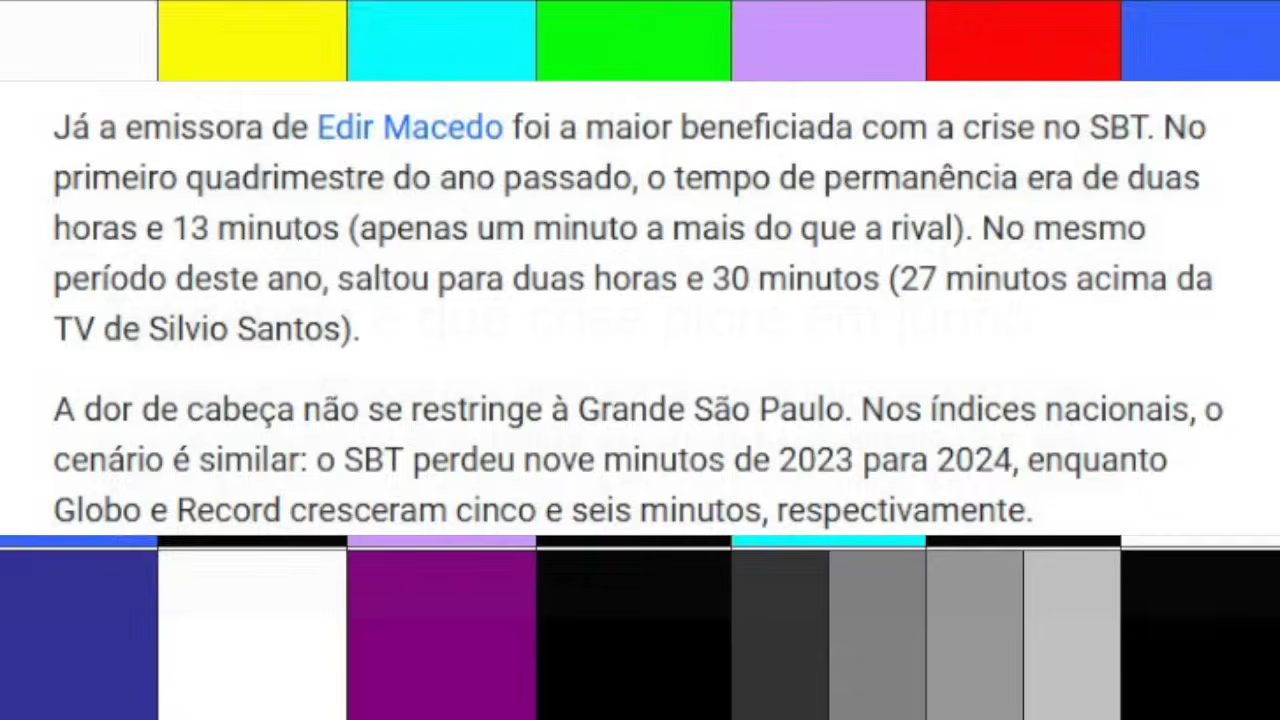 Já a emissora de Edir Macedo foi a maior beneficiada com a crise no SBT. No
primeiro quadrimestre do ano passado, o tempo de permanência era de duas
horas e 13 minutos (apenas um minuto a mais do que a rival). No mesmo
período deste ano, saltou para duas horas e 30 minutos (27 minutos acima da
TV de Silvio Santos).
A dor de cabeça não se restringe à Grande São Paulo. Nos índices nacionais, o
cenário é similar: o SBT perdeu nove minutos de 2023 para 2024, enquanto
Globo e Record cresceram cinco e seis minutos, respectivamente.